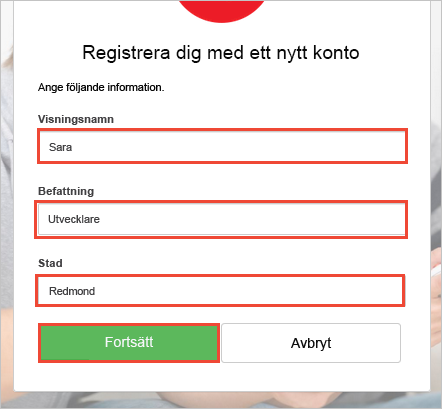 Registrera dig med ett nytt konto
Ange följande information.
Visningsnamn
Sara
Befattning
Utvecklare
Stad
Redmond
Fortsätt
Avbryt